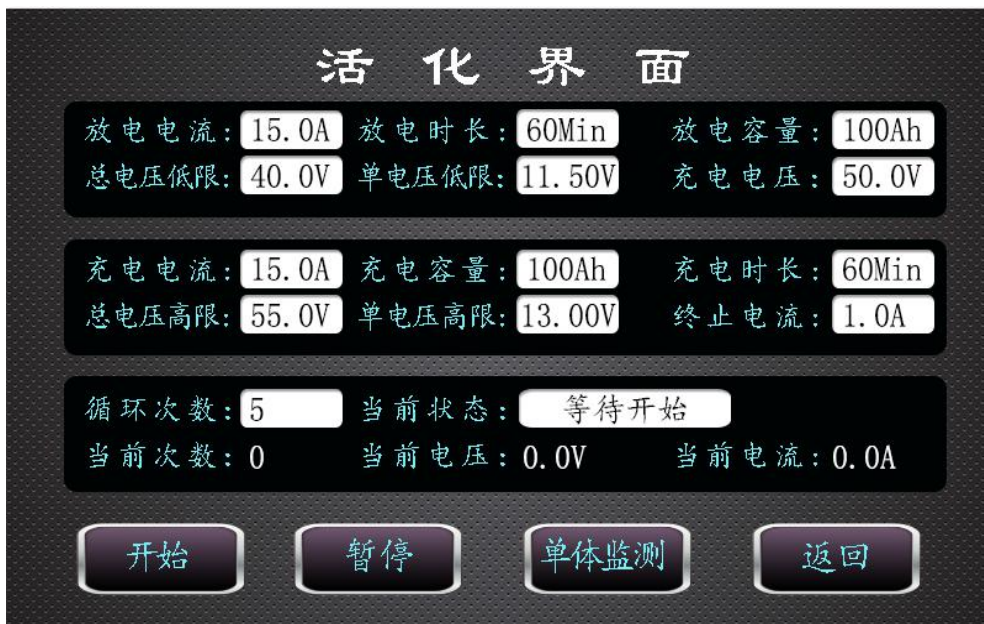 活化界面
放电电流: 15.0A 放电时长: 60Min 放电容量: 100Ah
总电压低限: 40.0V 单电压低限: 11.50V 充电电压: 50.0V
充电电流: 15.0A 充电容量: 100Ah 充电时长: 60Min
总电压高限: 55.0V 单电压高限: 13.00V 终止电流: 1.0A
循环次数: 5 当前状态: 等待开始
当前次数: 0 当前电压: 0.0V 当前电流: 0.0A
开始 暂停 单体监测 返回